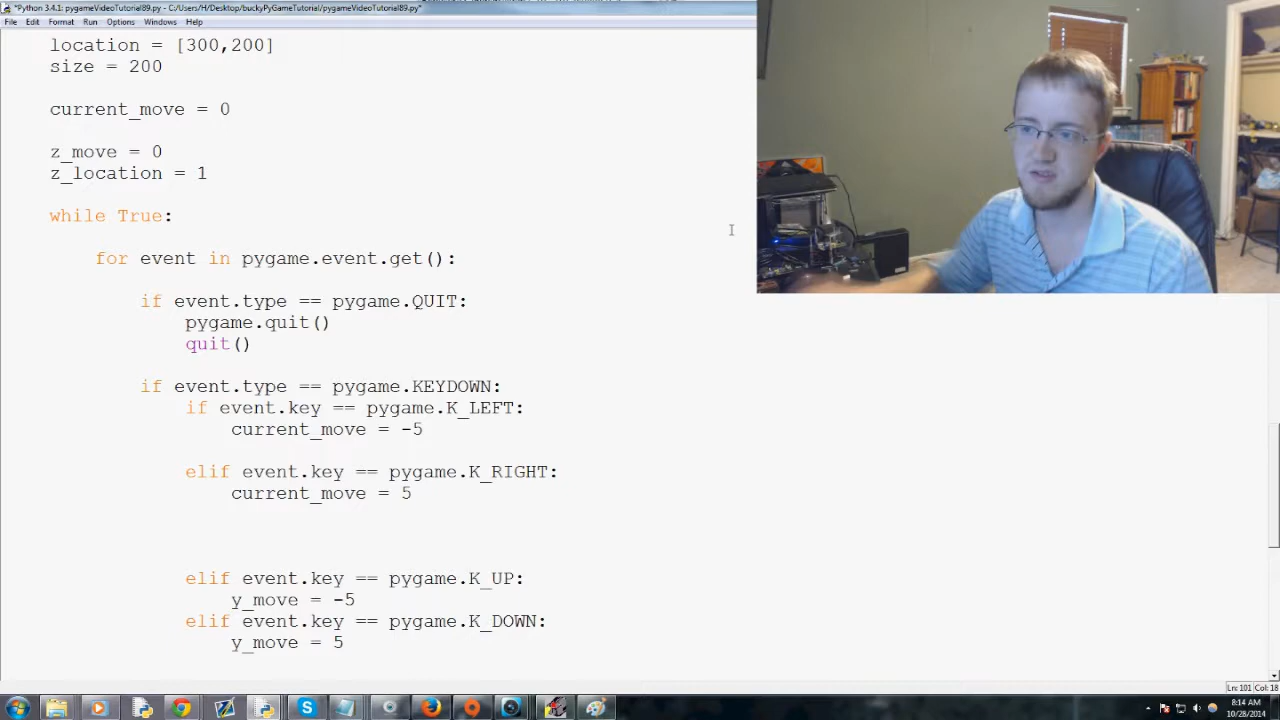 *Python 3.4.1: pygameVideoTutorial89.py - C:/Users/H/Desktop/buckyPyGameTutorial/pygameVideoTutorial89.py*
File Edit Format Run Options Windows Help
location = [300,200]
size = 200
current_move = 0
z_move = 0
z_location = 1
while True:
for event in pygame.event.get():
if event.type == pygame.QUIT:
pygame.quit()
quit()
if event.type == pygame.KEYDOWN:
if event.key == pygame.K_LEFT:
current_move = -5
elif event.key == pygame.K_RIGHT:
current_move = 5
elif event.key == pygame.K_UP:
y_move = -5
elif event.key == pygame.K_DOWN:
y_move = 5
Ln: 101 Col: 18
8:14 AM
10/28/2014